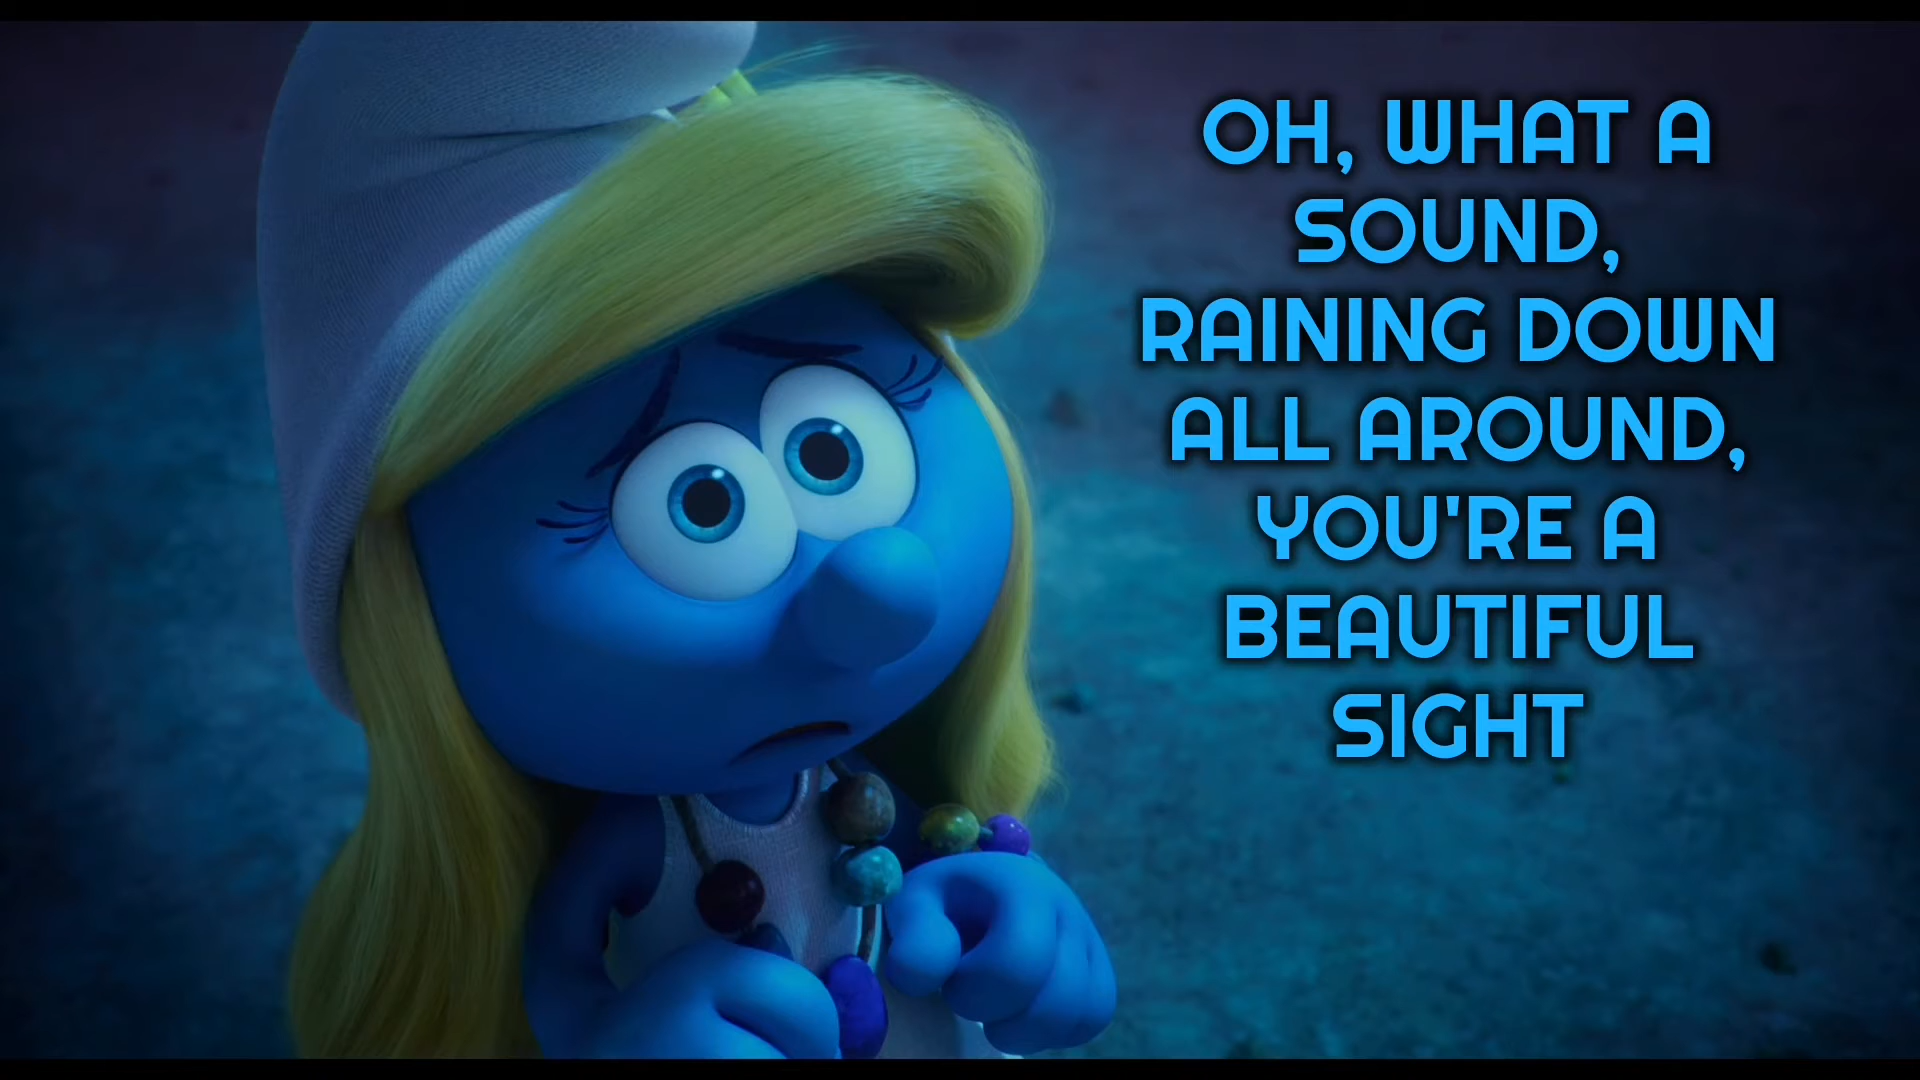 OH, WHAT A
SOUND,
RAINING DOWN
ALL AROUND,
YOU'RE A
BEAUTIFUL
SIGHT